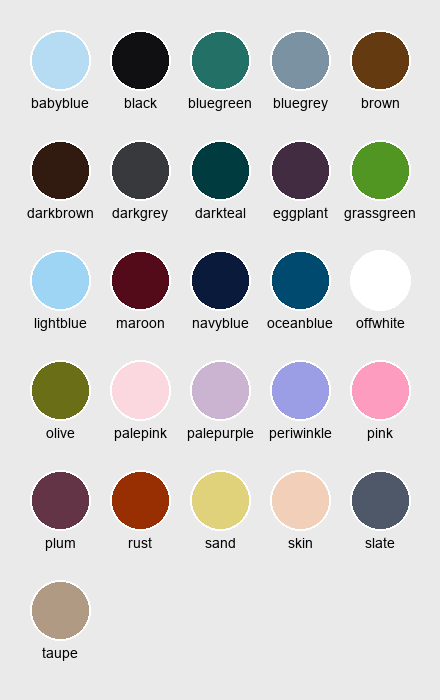 babyblue black bluegreen bluegrey brown
darkbrown darkgrey darkteal eggplant grassgreen
lightblue maroon navyblue oceanblue offwhite
olive palepink palepurple periwinkle pink
plum rust sand skin slate
taupe